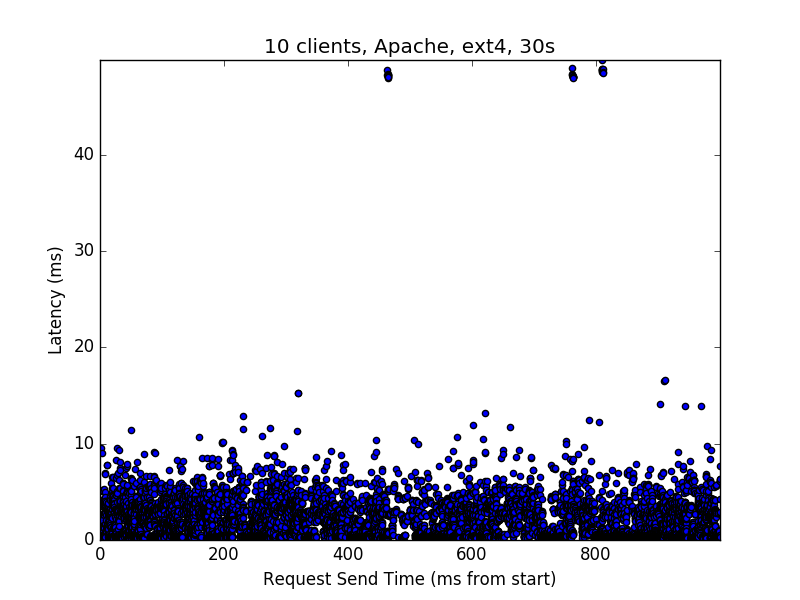 10 clients, Apache, ext4, 30s
40
30
20
10
0
Latency (ms)
0 200 400 600 800
Request Send Time (ms from start)